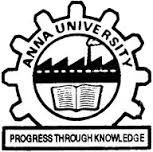 ANNA UNIVERSITY
PROGRESS THROUGH KNOWLEDGE